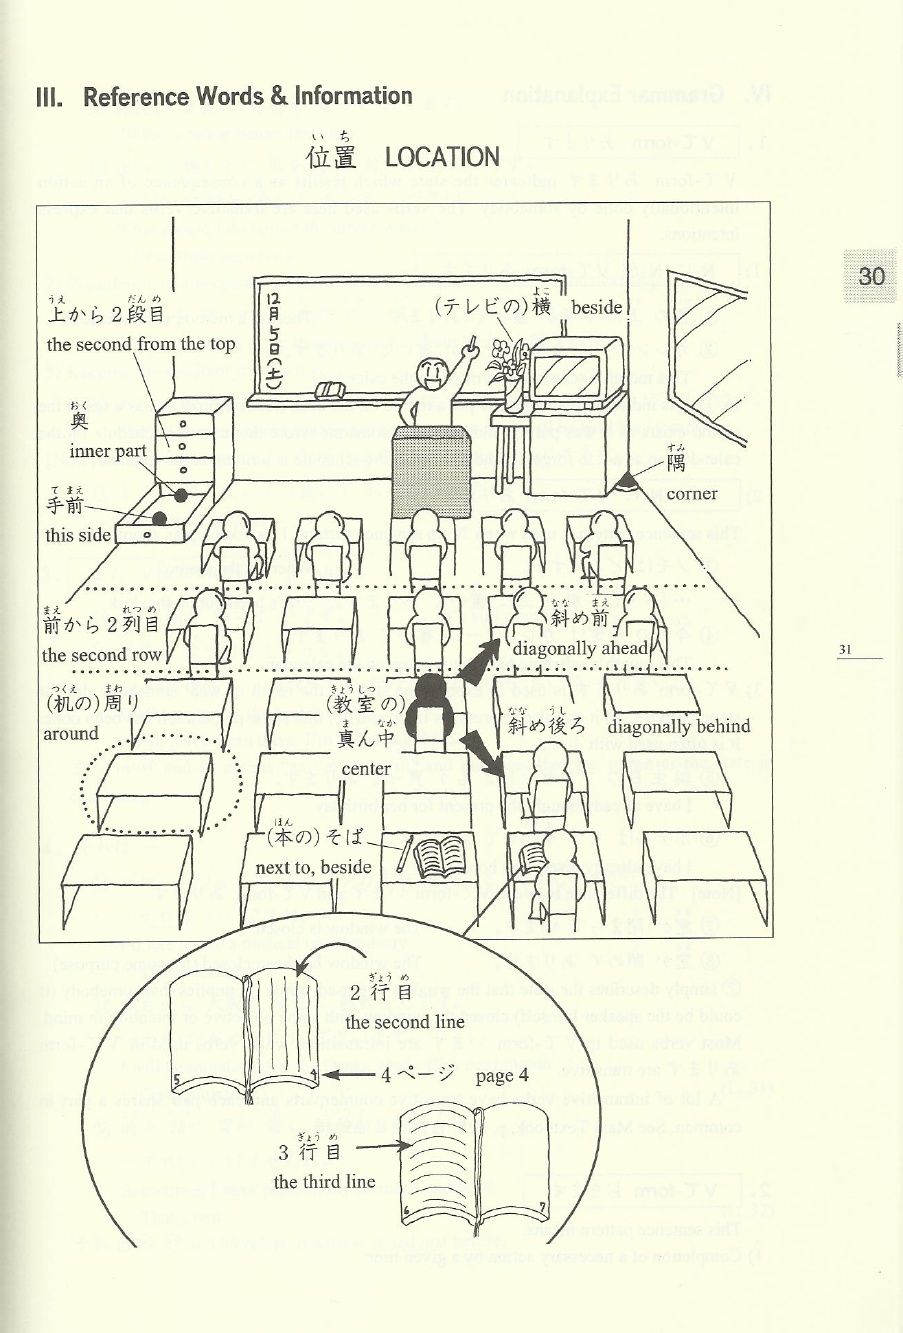 III. Reference Words & Information
いち
位置 LOCATION
30
12月5日(土)
うえ だんめ
上から2段目
the second from the top
よこ
(テレビの)横 beside
おく
奥
inner part
てまえ
手前
this side
すみ
隅
corner
まえ れつめ
前から2列目
the second row
なな まえ
斜め前
diagonally ahead
31
つくえ まわ
(机の)周り
around
きょうしつ
(教室の)
ま なか
真ん中
center
なな うし
斜め後ろ diagonally behind
ほん
(本の)そば
next to, beside
ぎょうめ
2行目
the second line
5 4
4ページ page 4
ぎょうめ
3行目
the third line
6 7